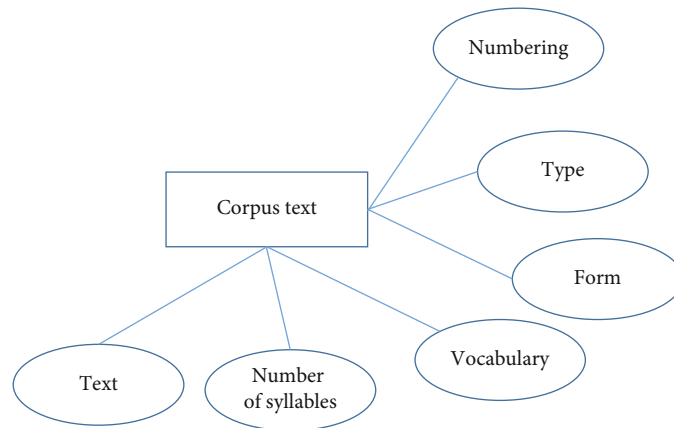 Numbering
Type
Corpus text
Form
Vocabulary
Text
Number
of syllables